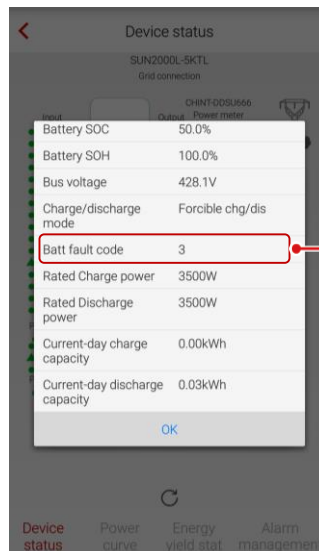 Device status
SUN2000L-5KTL
Grid connection
CHINT-DDSU666
Input
Output Power meter
Battery SOC 50.0%
Battery SOH 100.0%
Bus voltage 428.1V
Charge/discharge Forcible chg/dis
mode
Batt fault code 3
Rated Charge power 3500W
Rated Discharge 3500W
power
Current-day charge 0.00kWh
capacity
Current-day discharge 0.03kWh
capacity
OK
Device Power Energy Alarm
status curve yield stat management